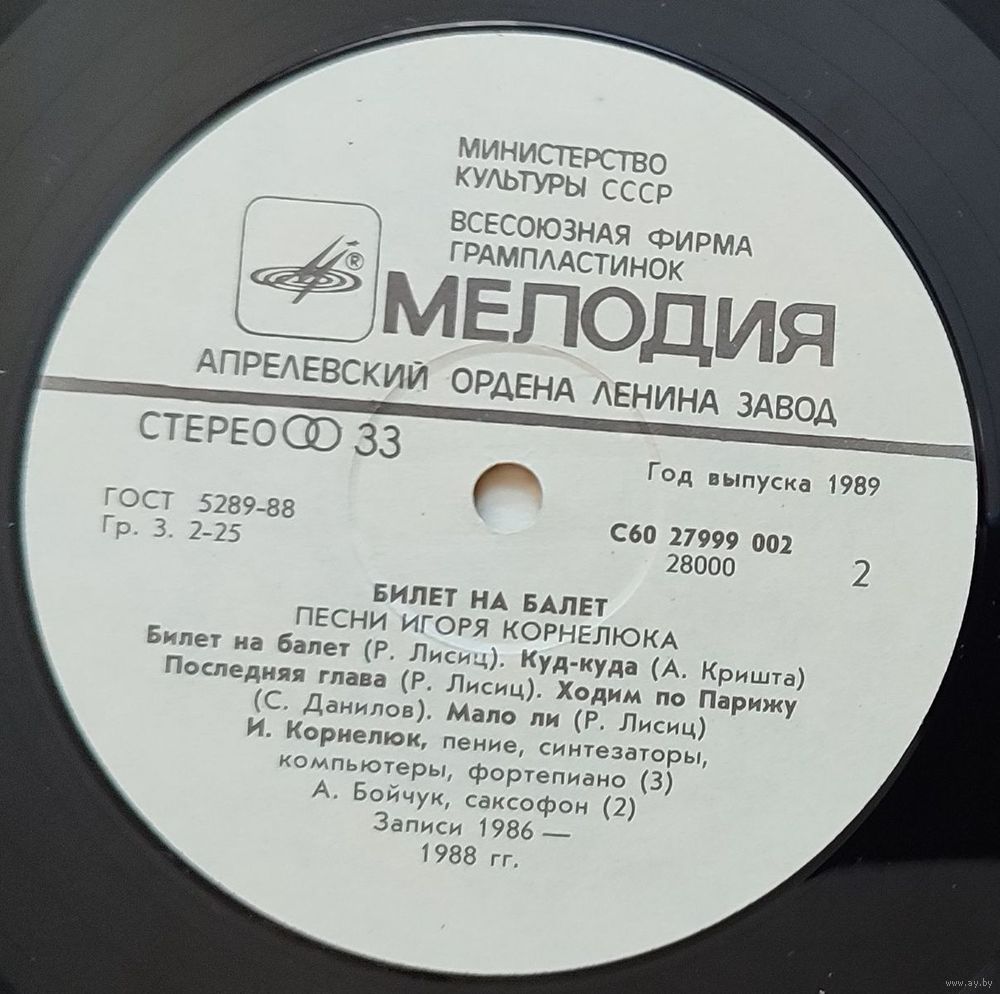 МИНИСТЕРСТВО
КУЛЬТУРЫ СССР
ВСЕСОЮЗНАЯ ФИРМА
ГРАМПЛАСТИНОК
®
МЕЛОДИЯ
АПРЕЛЕВСКИЙ ОРДЕНА ЛЕНИНА ЗАВОД
СТЕРЕО 33
Год выпуска 1989
ГОСТ 5289-88
Гр. 3. 2-25
С60 27999 002
28000
2
БИЛЕТ НА БАЛЕТ
ПЕСНИ ИГОРЯ КОРНЕЛЮКА
Билет на балет (Р. Лисиц). Куд-куда (А. Кришта)
Последняя глава (Р. Лисиц). Ходим по Парижу
(С. Данилов). Мало ли (Р. Лисиц)
И. Корнелюк, пение, синтезаторы,
компьютеры, фортепиано (3)
А. Бойчук, саксофон (2)
Записи 1986 —
1988 гг.
www.ay.by